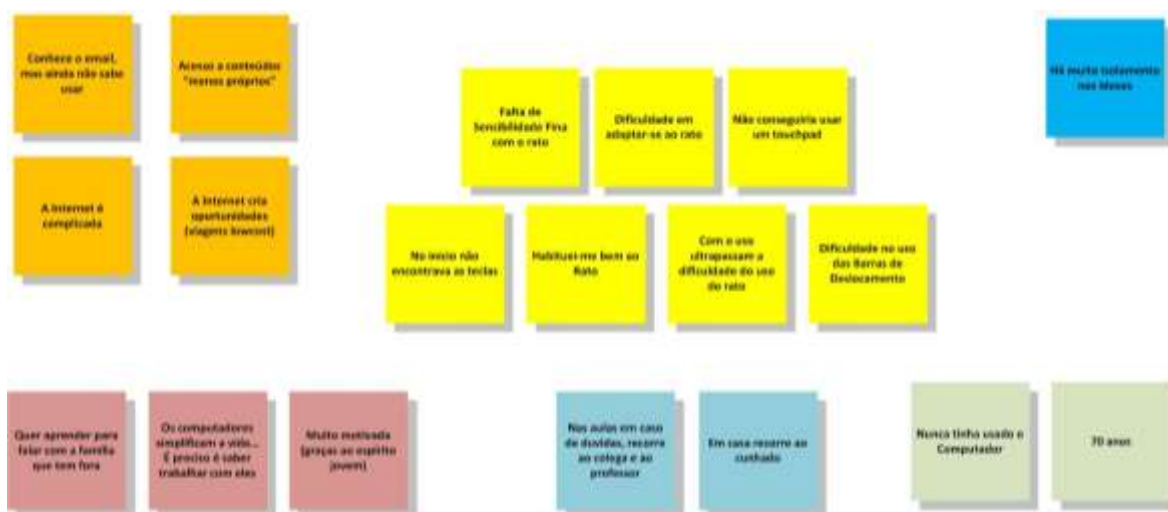 Conhece o email,
mas ainda não sabe
usar
Acesso a conteúdos
"menos próprios"
Há muito isolamento
nos idosos
Falta de
Sensibilidade Fina
com o rato
Dificuldade em
adaptar-se ao rato
Não conseguiria usar
um touchpad
A Internet é
complicada
A Internet cria
oportunidades
(viagens lowcost)
No início não
encontrava as teclas
Habituei-me bem ao
Rato
Com o uso
ultrapassam a
dificuldade do uso
do rato
Dificuldade no uso
das Barras de
Deslocamento
Quer aprender para
falar com a família
que tem fora
Os computadores
simplificam a vida...
É preciso é saber
trabalhar com eles
Muito motivada
(graças ao espírito
jovem)
Nas aulas em caso
de duvidas, recorre
ao colega e ao
professor
Em casa recorre ao
cunhado
Nunca tinha usado o
Computador
70 anos